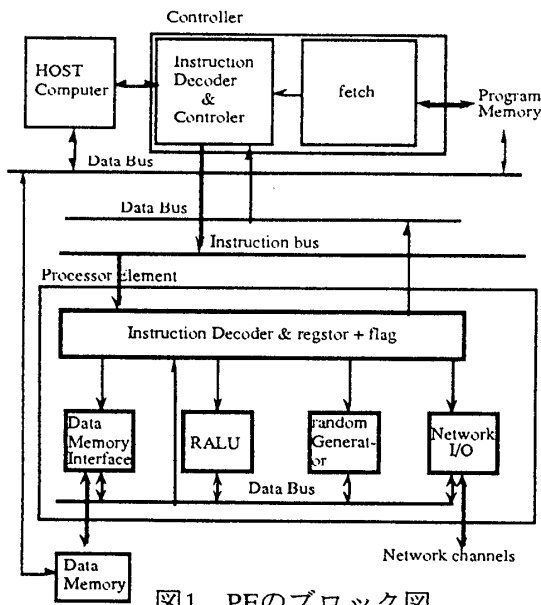 Controller
HOST
Computer
Instruction
Decoder
&
Controler
fetch
Program
Memory
Data Bus
Data Bus
Instruction bus
Processor Element
Instruction Decoder & regstor + flag
Data
Memory
Interface
RALU
random
Generat-
or
Network
I/O
Data Bus
Data
Memory
Network channels
図1 PEのブロック図